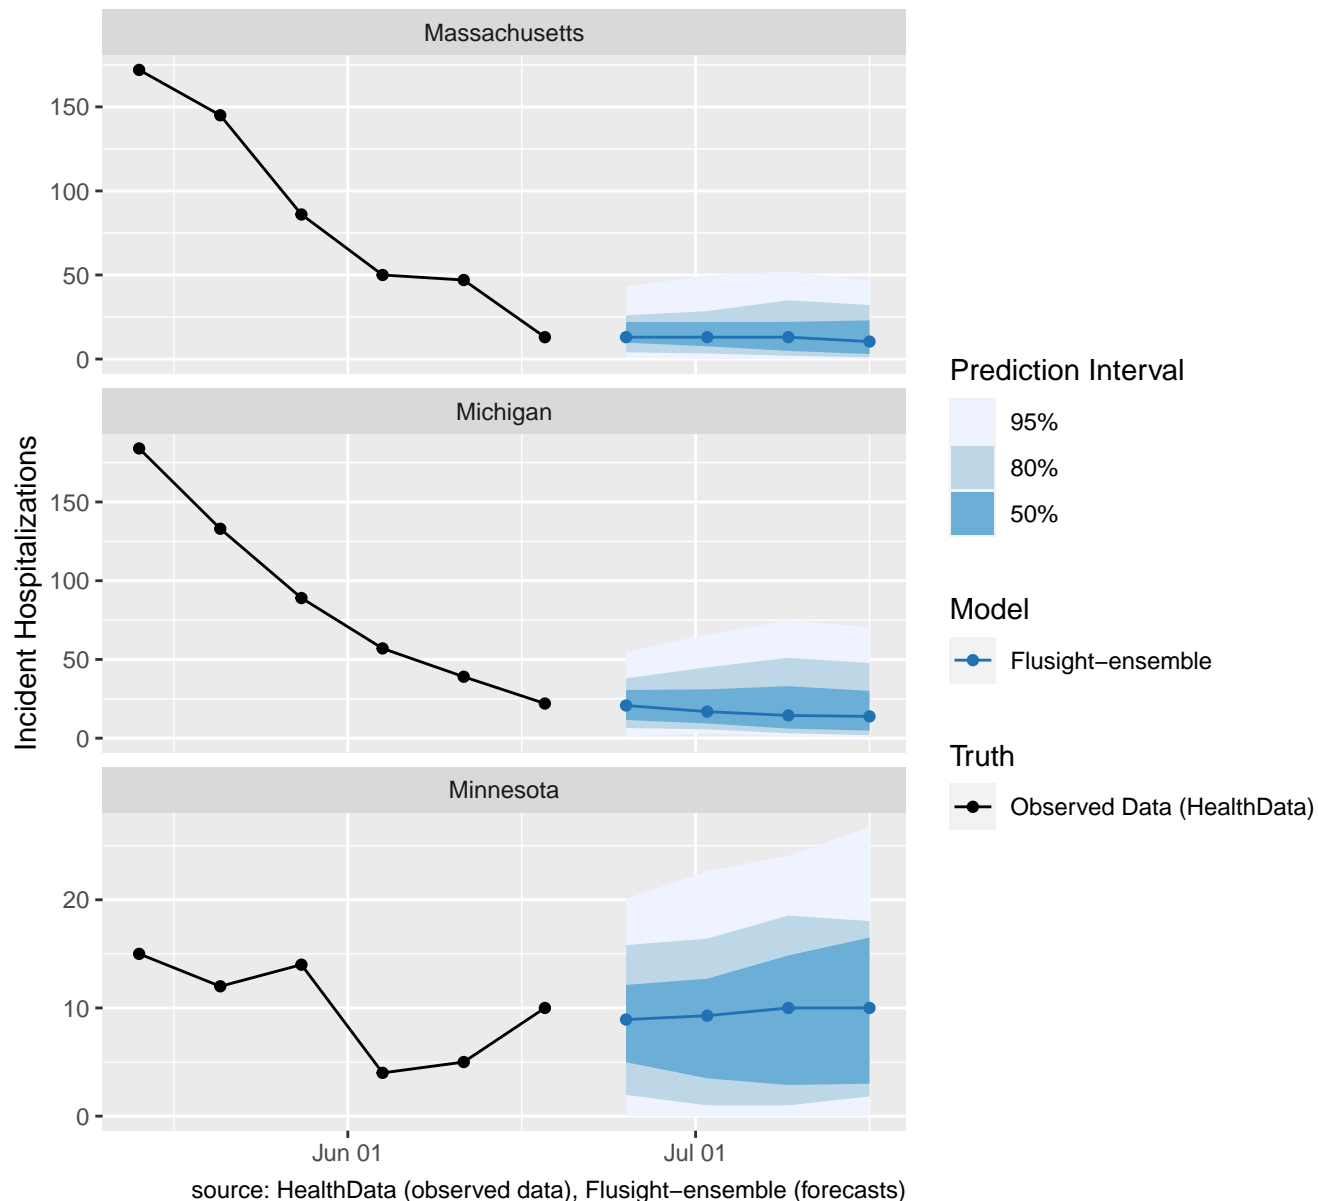 Massachusetts
150
100
50
0
Michigan
150
100
50
0
Minnesota
20
10
0
Jun 01
Jul 01
Incident Hospitalizations
source: HealthData (observed data), Flusight−ensemble (forecasts)
Prediction Interval
95%
80%
50%
Model
Flusight−ensemble
Truth
Observed Data (HealthData)